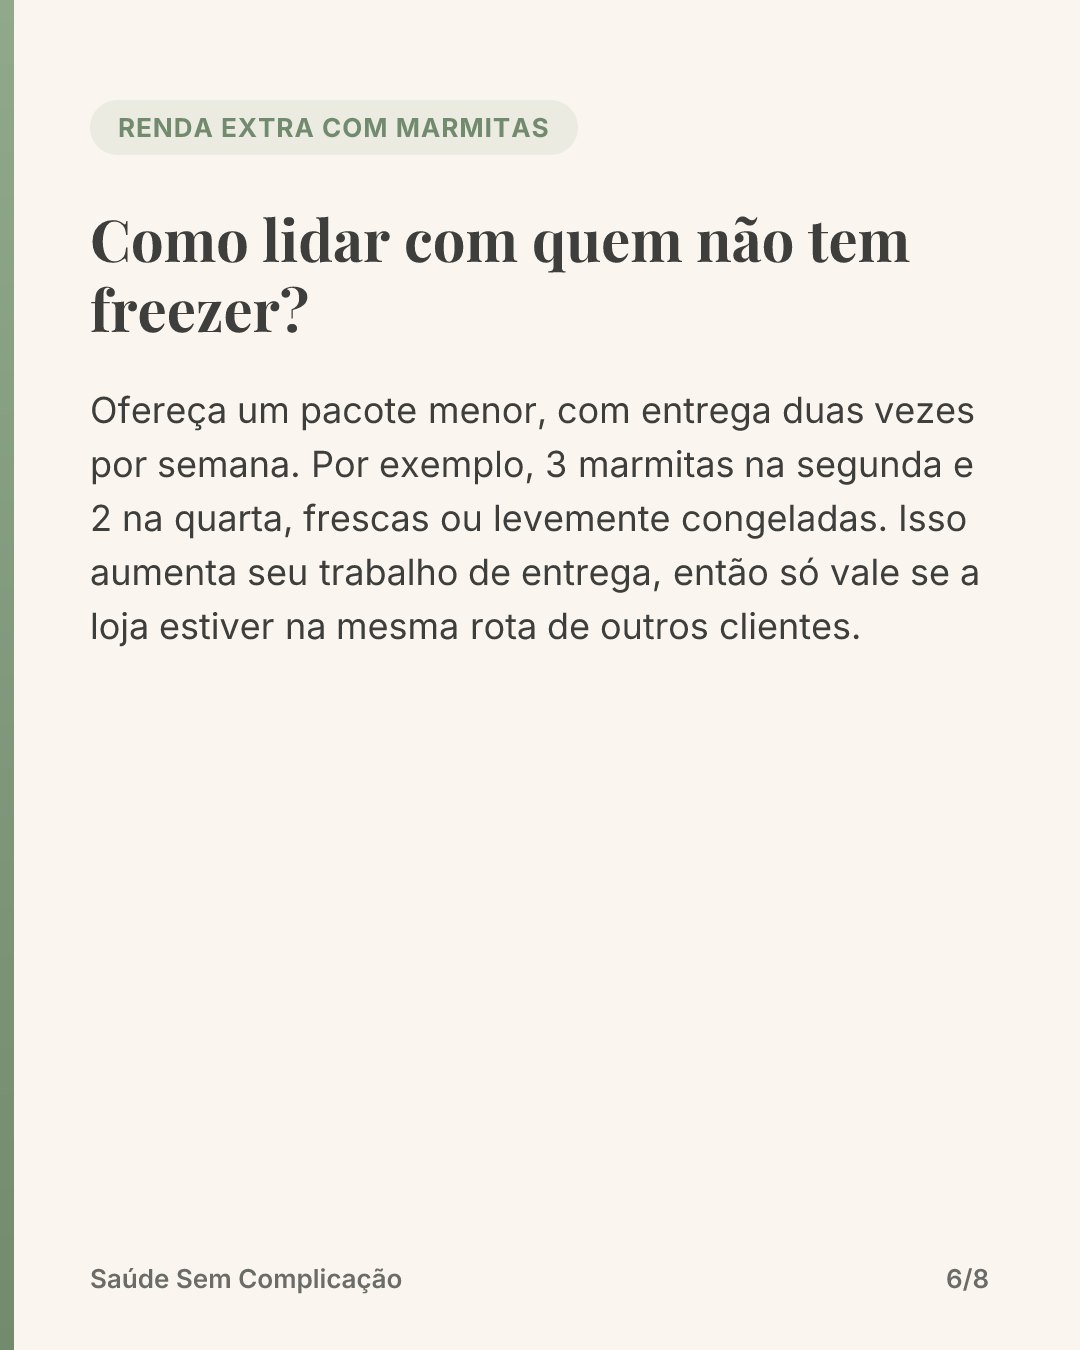 RENDA EXTRA COM MARMITAS
Como lidar com quem não tem
freezer?
Ofereça um pacote menor, com entrega duas vezes
por semana. Por exemplo, 3 marmitas na segunda e
2 na quarta, frescas ou levemente congeladas. Isso
aumenta seu trabalho de entrega, então só vale se a
loja estiver na mesma rota de outros clientes.
Saúde Sem Complicação
6/8